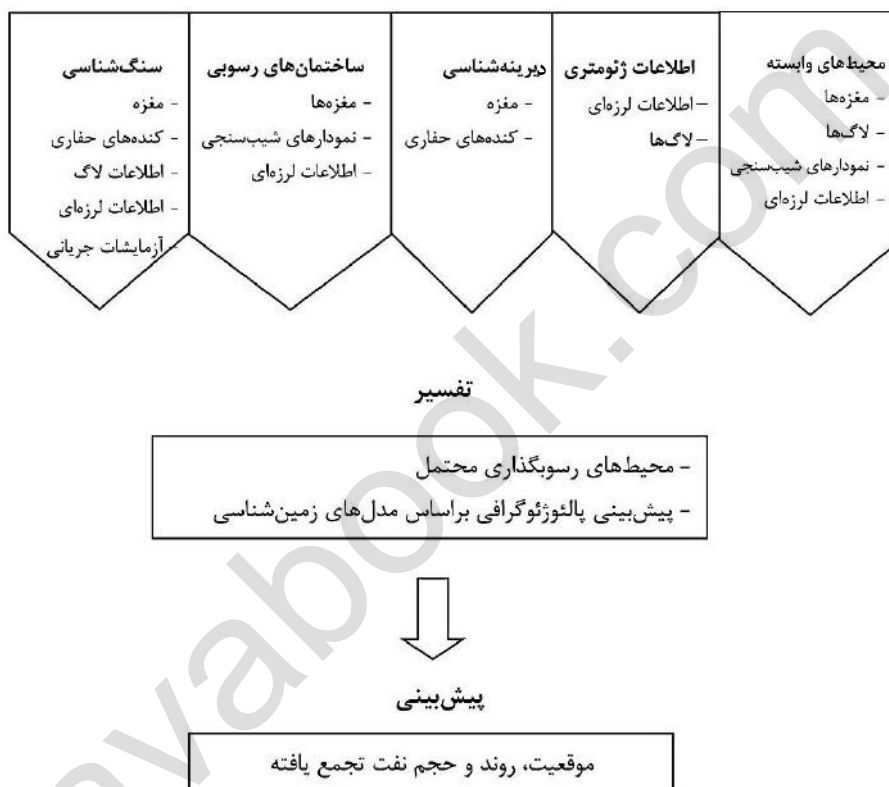 محیط‌های وابسته
- مغزه‌ها
- لاگ‌ها
- نمودارهای شیب‌سنجی
- اطلاعات لرزه‌ای
اطلاعات ژئومتری
– اطلاعات لرزه‌ای
– لاگ‌ها
دیرینه‌شناسی
- مغزه
- کنده‌های حفاری
ساختمان‌های رسوبی
- مغزه‌ها
- نمودارهای شیب‌سنجی
- اطلاعات لرزه‌ای
سنگ‌شناسی
- مغزه
- کنده‌های حفاری
- اطلاعات لاگ
- اطلاعات لرزه‌ای
- آزمایشات جریانی
تفسیر
- محیط‌های رسوبگذاری محتمل
- پیش‌بینی پالئوژئوگرافی براساس مدل‌های زمین‌شناسی
پیش‌بینی
موقعیت، روند و حجم نفت تجمع یافته
avabook.com